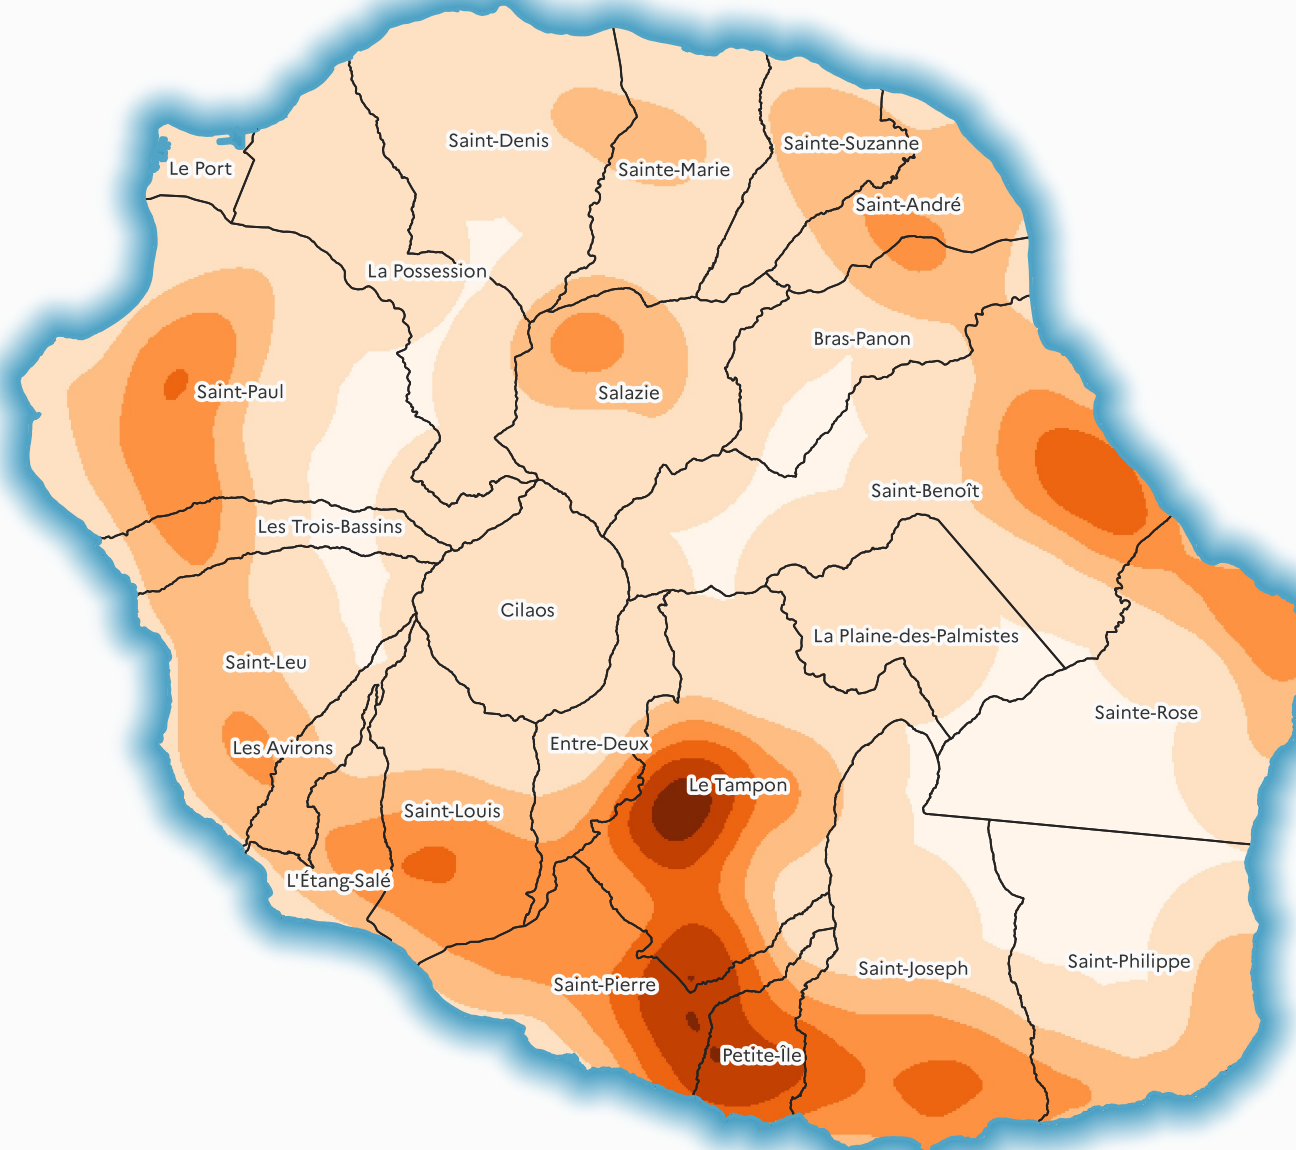 Saint-Denis
Sainte-Suzanne
Le Port
Sainte-Marie
Saint-André
La Possession
Bras-Panon
Saint-Paul
Salazie
Saint-Benoît
Les Trois-Bassins
Cilaos
La Plaine-des-Palmistes
Saint-Leu
Sainte-Rose
Les Avirons
Entre-Deux
Le Tampon
Saint-Louis
L'Étang-Salé
Saint-Philippe
Saint-Joseph
Saint-Pierre
Petite-Île